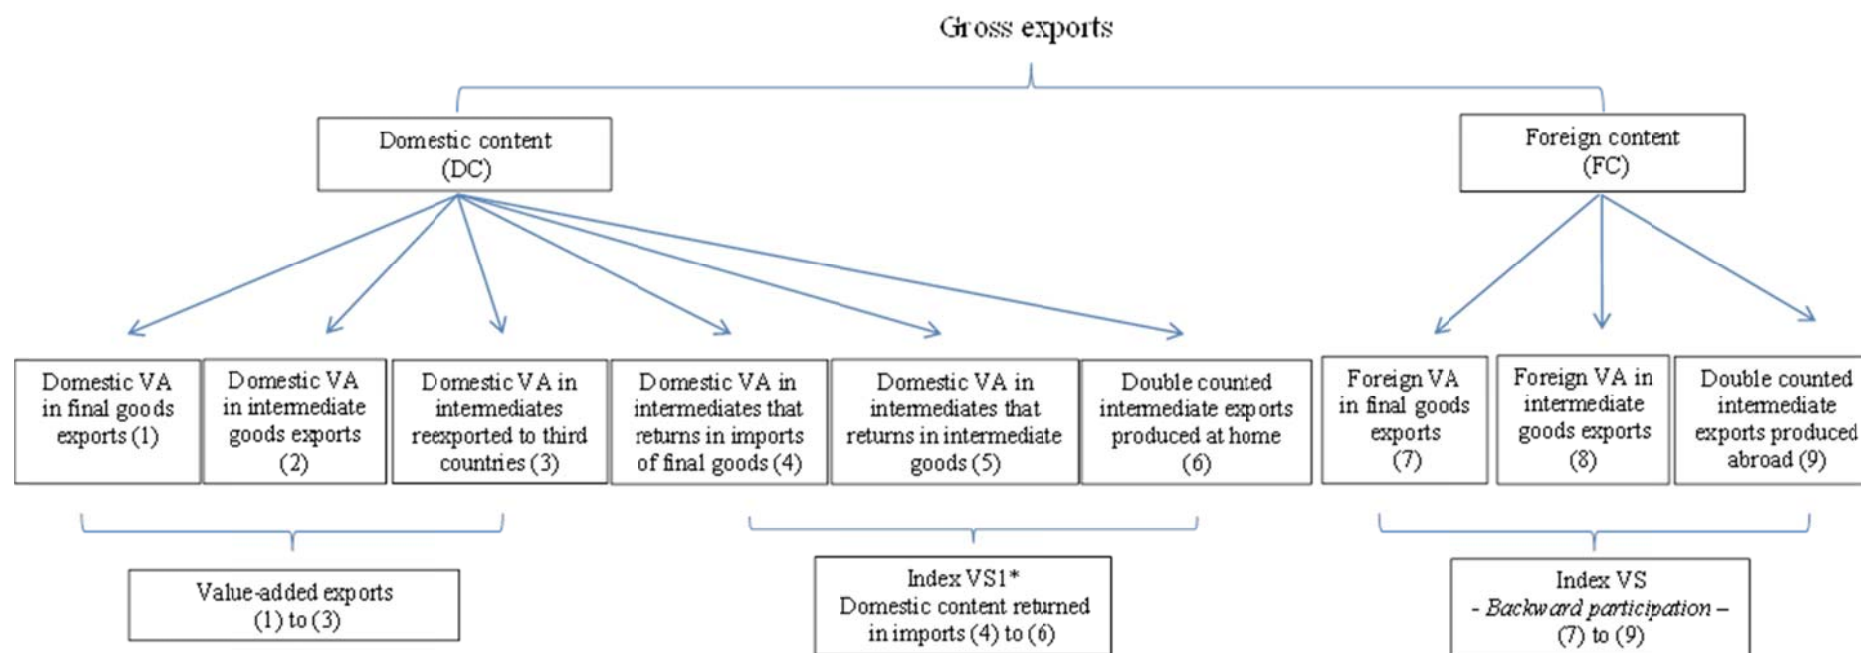 Gross exports
Domestic content
(DC)
Foreign content
(FC)
Domestic VA
in final goods
exports (1)
Domestic VA
in intermediate
goods exports
(2)
Domestic VA in
intermediates
reexported to third
countries (3)
Domestic VA in
intermediates that
returns in imports
of final goods (4)
Domestic VA in
intermediates that
returns in intermediate
goods (5)
Double counted
intermediate exports
produced at home
(6)
Foreign VA
in final goods
exports
(7)
Foreign VA in
intermediate
goods exports
(8)
Double counted
intermediate
exports produced
abroad (9)
Value-added exports
(1) to (3)
Index VS1*
Domestic content returned
in imports (4) to (6)
Index VS
- Backward participation –
(7) to (9)